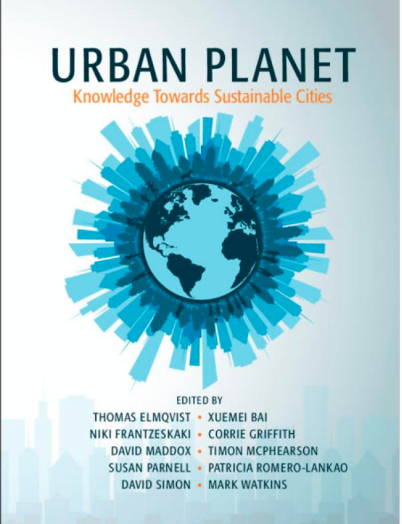 URBAN PLANET
Knowledge Towards Sustainable Cities
EDITED BY
THOMAS ELMQVIST • XUEMEI BAI
NIKI FRANTZESKAKI • CORRIE GRIFFITH
DAVID MADDOX • TIMON MCPHEARSON
SUSAN PARNELL • PATRICIA ROMERO-LANKAO
DAVID SIMON • MARK WATKINS